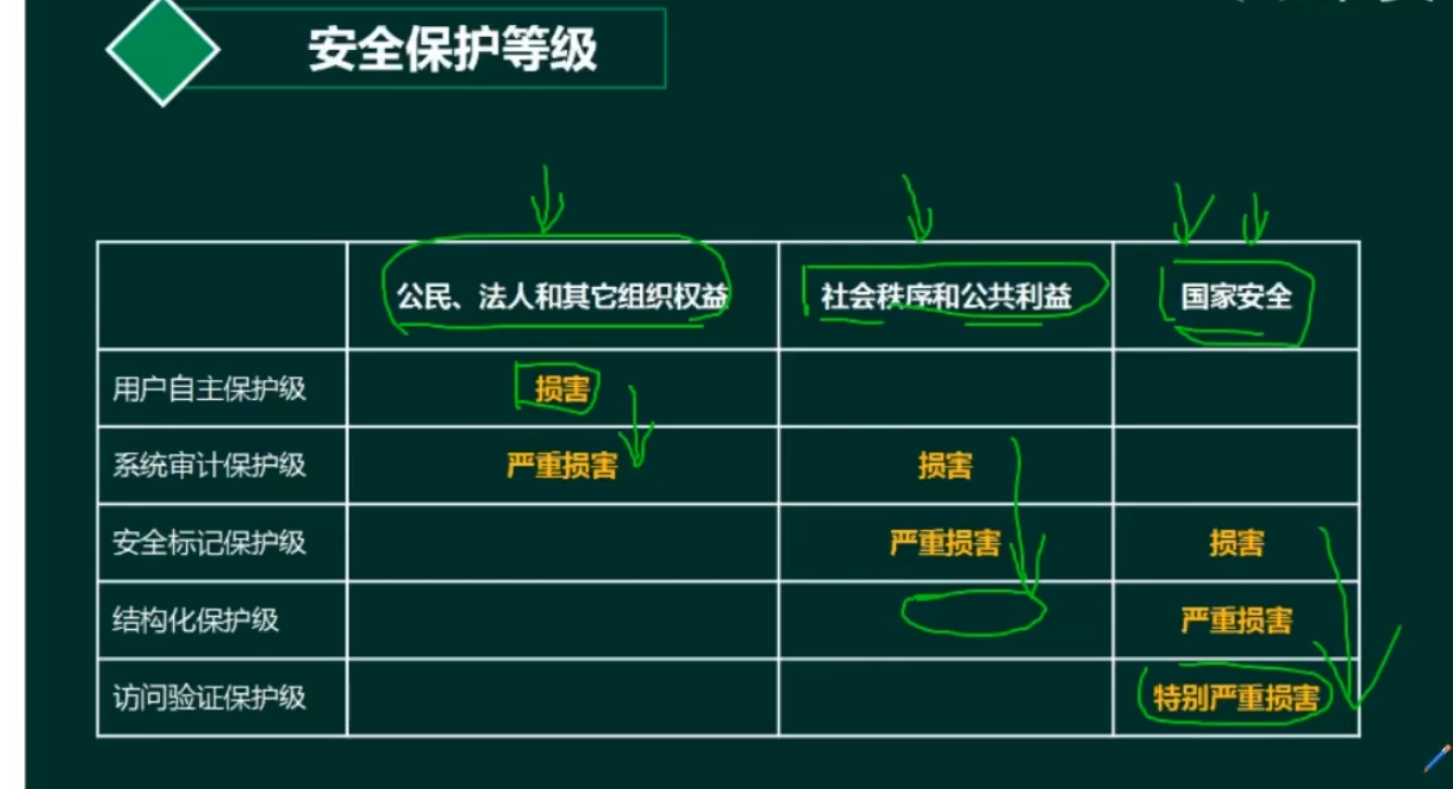 安全保护等级
公民、法人和其它组织权益 社会秩序和公共利益 国家安全
用户自主保护级 损害
系统审计保护级 严重损害 损害
安全标记保护级 严重损害 损害
结构化保护级 严重损害
访问验证保护级 特别严重损害